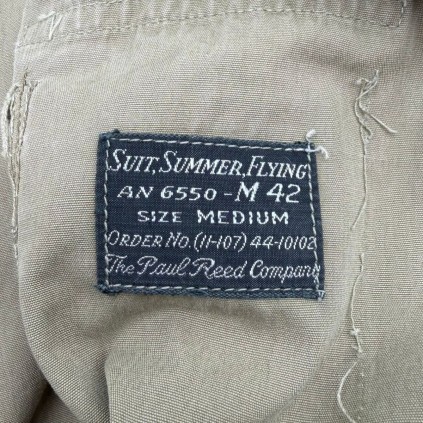 SUIT, SUMMER, FLYING
AN 6550-M 42
SIZE MEDIUM
ORDER NO. (11-107) 44-10102
The Paul Reed Company